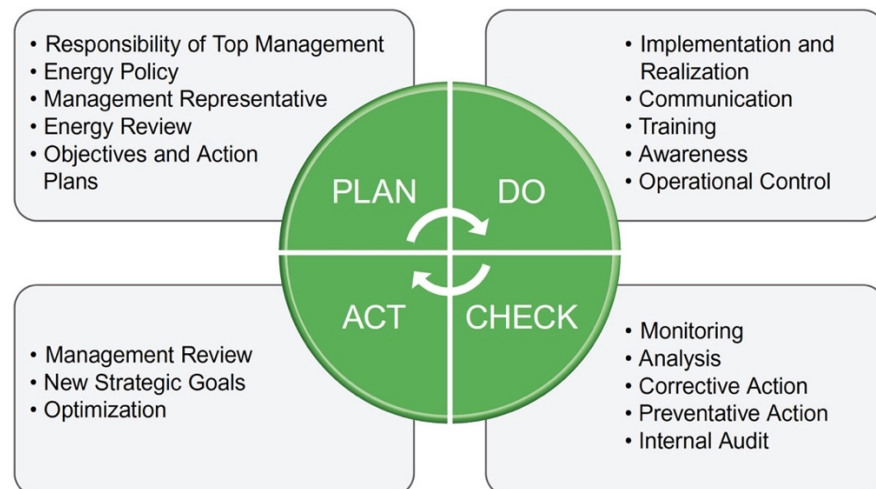 • Responsibility of Top Management
• Energy Policy
• Management Representative
• Energy Review
• Objectives and Action
Plans
• Implementation and
Realization
• Communication
• Training
• Awareness
• Operational Control
PLAN
DO
ACT
CHECK
• Management Review
• New Strategic Goals
• Optimization
• Monitoring
• Analysis
• Corrective Action
• Preventative Action
• Internal Audit